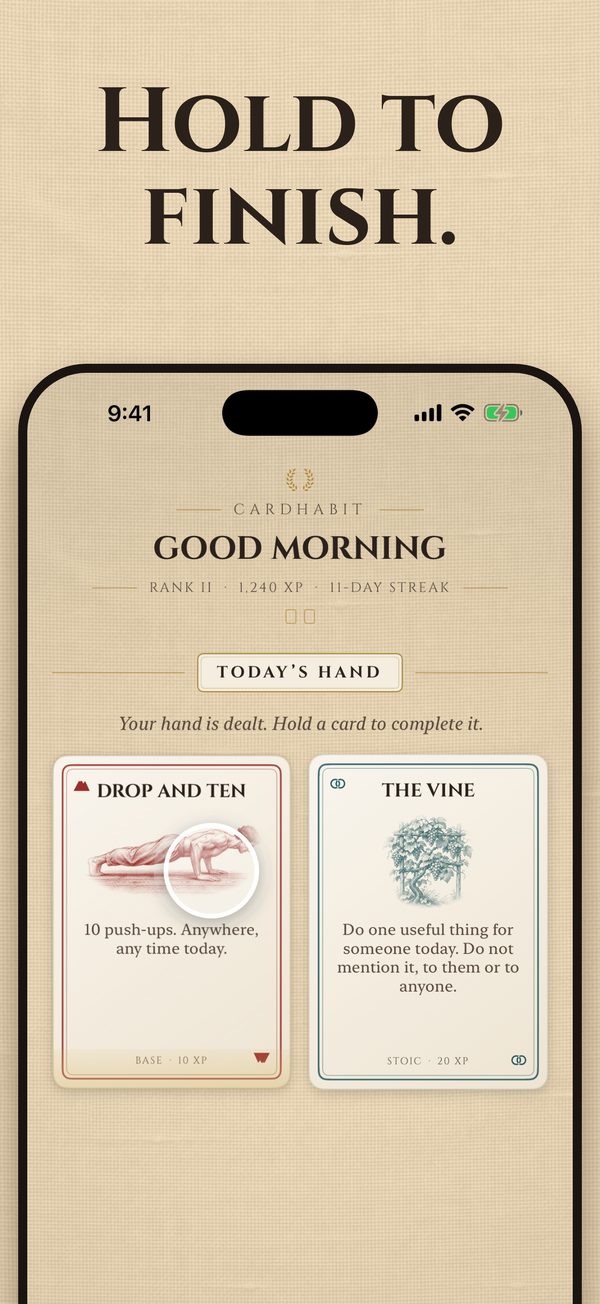 HOLD TO
FINISH.
9:41
CARDHABIT
GOOD MORNING
RANK II · 1,240 XP · 11-DAY STREAK
TODAY’S HAND
Your hand is dealt. Hold a card to complete it.
DROP AND TEN
10 push-ups. Anywhere,
any time today.
BASE · 10 XP
THE VINE
Do one useful thing for
someone today. Do not
mention it, to them or to
anyone.
STOIC · 20 XP